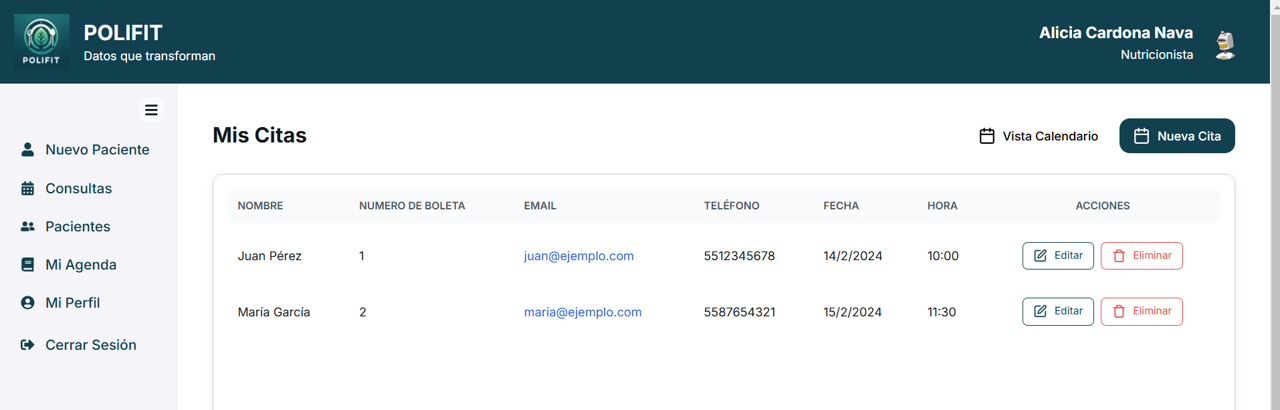 POLIFIT
POLIFIT
Datos que transforman
Alicia Cardona Nava
Nutricionista
Nuevo Paciente
Consultas
Pacientes
Mi Agenda
Mi Perfil
Cerrar Sesión
Mis Citas
Vista Calendario
Nueva Cita
NOMBRE NUMERO DE BOLETA EMAIL TELÉFONO FECHA HORA ACCIONES
Juan Pérez 1 juan@ejemplo.com 5512345678 14/2/2024 10:00 Editar Eliminar
María García 2 maria@ejemplo.com 5587654321 15/2/2024 11:30 Editar Eliminar